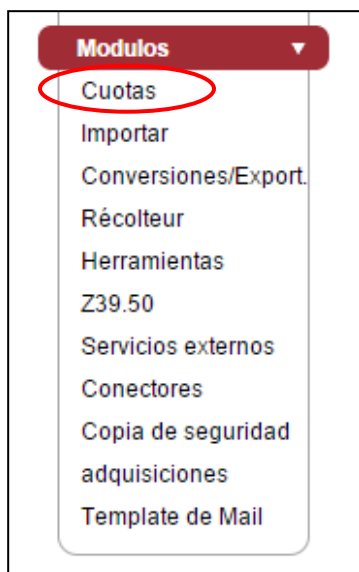 Modulos ▼
Cuotas
Importar
Conversiones/Export.
Récolteur
Herramientas
Z39.50
Servicios externos
Conectores
Copia de seguridad
adquisiciones
Template de Mail